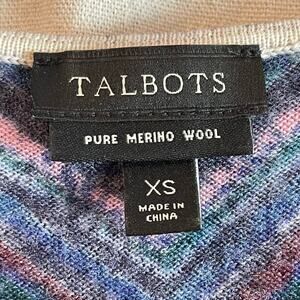 TALBOTS
PURE MERINO WOOL
XS
MADE IN
CHINA